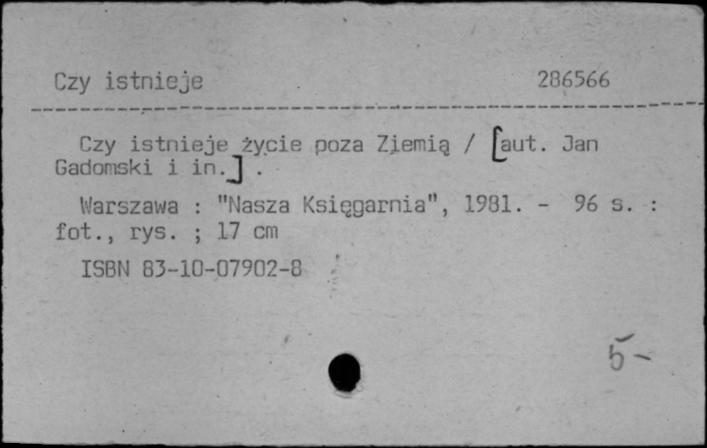 Czy istnieje 286566
Czy istnieje życie poza Ziemią / [aut. Jan
Gadomski i in.] .
Warszawa : "Nasza Księgarnia", 1981. - 96 s. :
fot., rys. ; 17 cm
ISBN 83-10-07902-8
5-